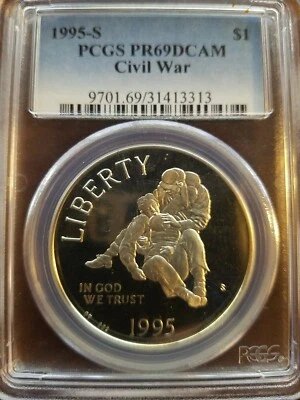 1995-S $1
PCGS PR69DCAM
Civil War
9701.69/31413313
LIBERTY
IN GOD
WE TRUST
S
1995
PCGS